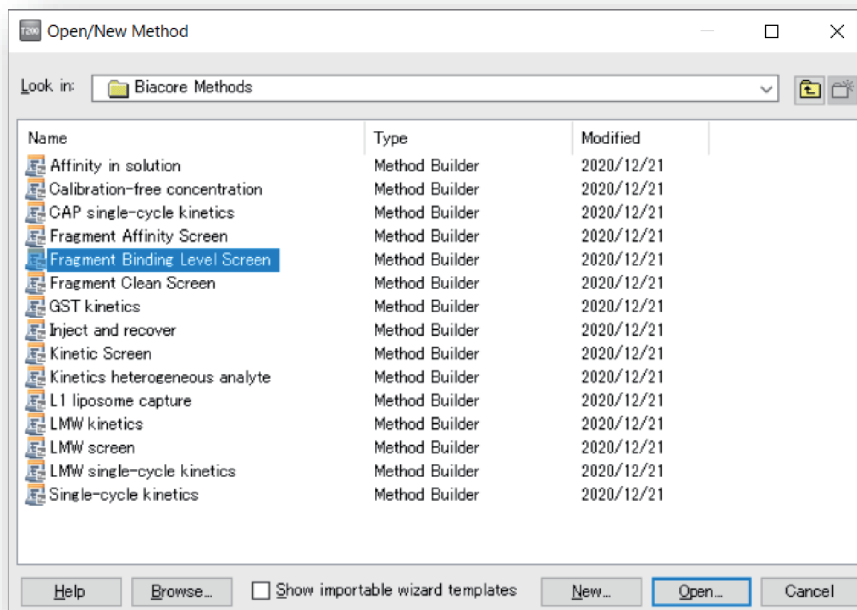 T200 Open/New Method
Look in: Biacore Methods
Name Type Modified
Affinity in solution Method Builder 2020/12/21
Calibration-free concentration Method Builder 2020/12/21
CAP single-cycle kinetics Method Builder 2020/12/21
Fragment Affinity Screen Method Builder 2020/12/21
Fragment Binding Level Screen Method Builder 2020/12/21
Fragment Clean Screen Method Builder 2020/12/21
GST kinetics Method Builder 2020/12/21
Inject and recover Method Builder 2020/12/21
Kinetic Screen Method Builder 2020/12/21
Kinetics heterogeneous analyte Method Builder 2020/12/21
L1 liposome capture Method Builder 2020/12/21
LMW kinetics Method Builder 2020/12/21
LMW screen Method Builder 2020/12/21
LMW single-cycle kinetics Method Builder 2020/12/21
Single-cycle kinetics Method Builder 2020/12/21
Help Browse... Show importable wizard templates New... Open... Cancel